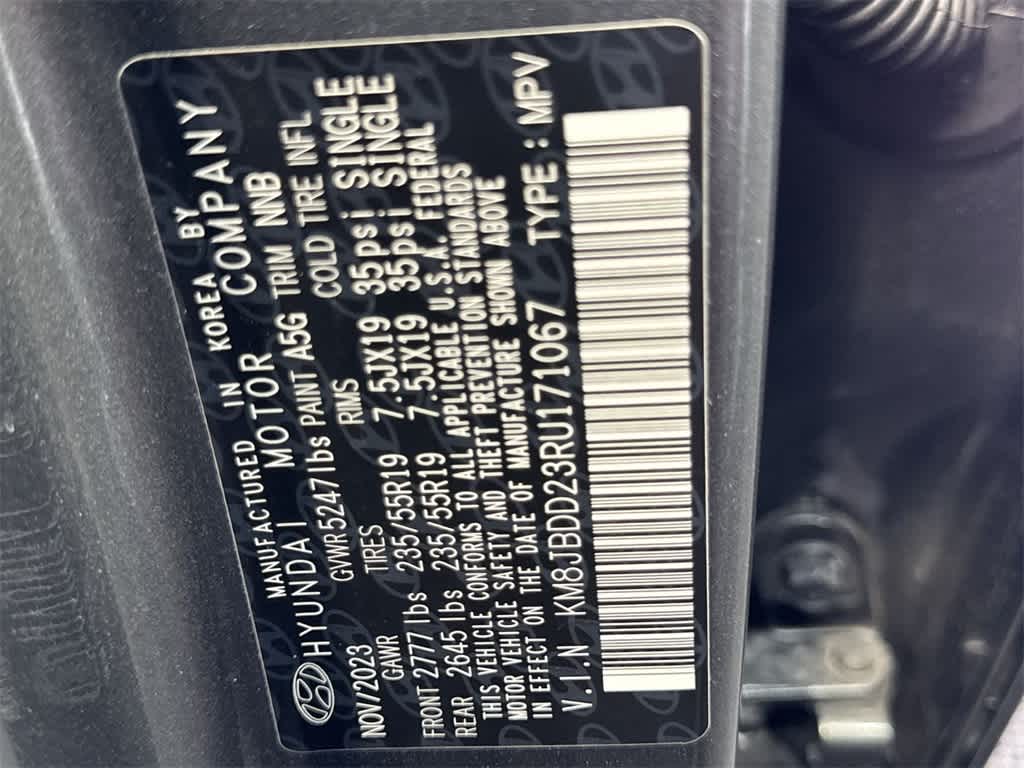 MANUFACTURED IN KOREA BY
HYUNDAI MOTOR COMPANY
GVWR5247lbs PAINT A5G TRIM NNB
NOV/2023
GAWR TIRES RIMS COLD TIRE INFL
FRONT 2777lbs 235/55R19 7.5JX19 35psi SINGLE
REAR 2645lbs 235/55R19 7.5JX19 35psi SINGLE
THIS VEHICLE CONFORMS TO ALL APPLICABLE U.S.A. FEDERAL
MOTOR VEHICLE SAFETY AND THEFT PREVENTION STANDARDS
IN EFFECT ON THE DATE OF MANUFACTURE SHOWN ABOVE
V.I.N KM8JBDD23RU171067 TYPE : MPV